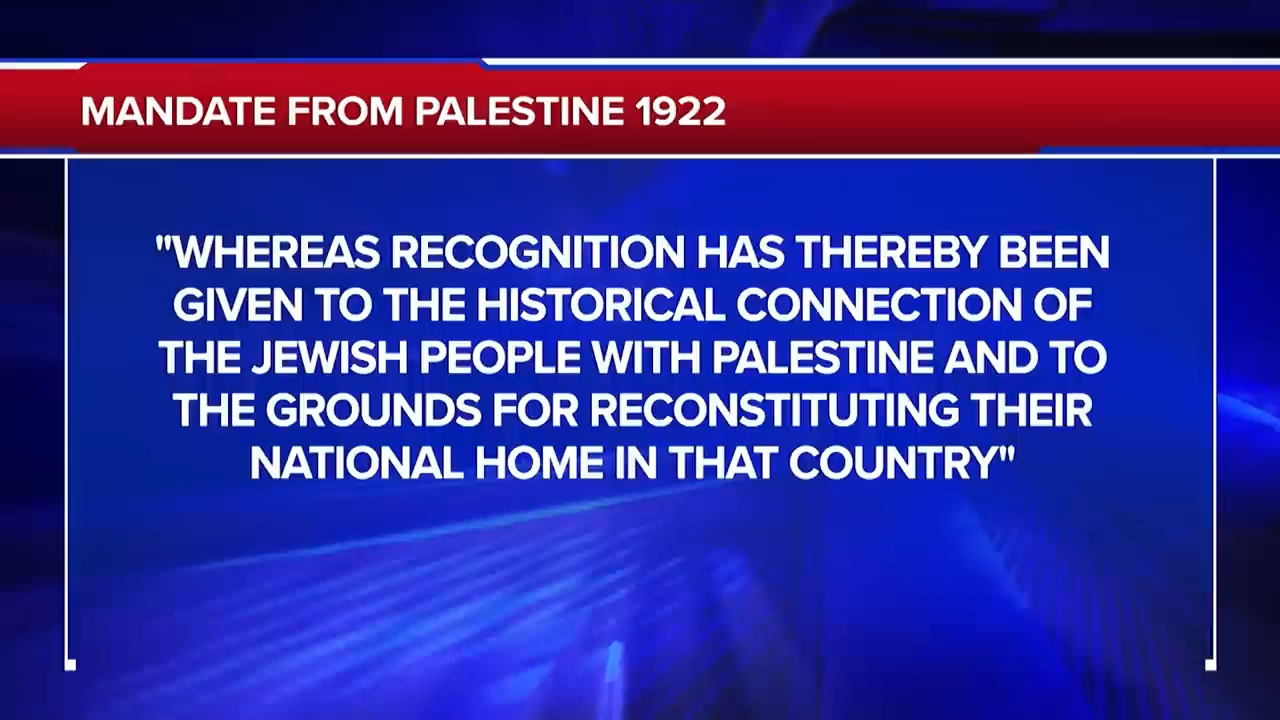 MANDATE FROM PALESTINE 1922
"WHEREAS RECOGNITION HAS THEREBY BEEN
GIVEN TO THE HISTORICAL CONNECTION OF
THE JEWISH PEOPLE WITH PALESTINE AND TO
THE GROUNDS FOR RECONSTITUTING THEIR
NATIONAL HOME IN THAT COUNTRY"